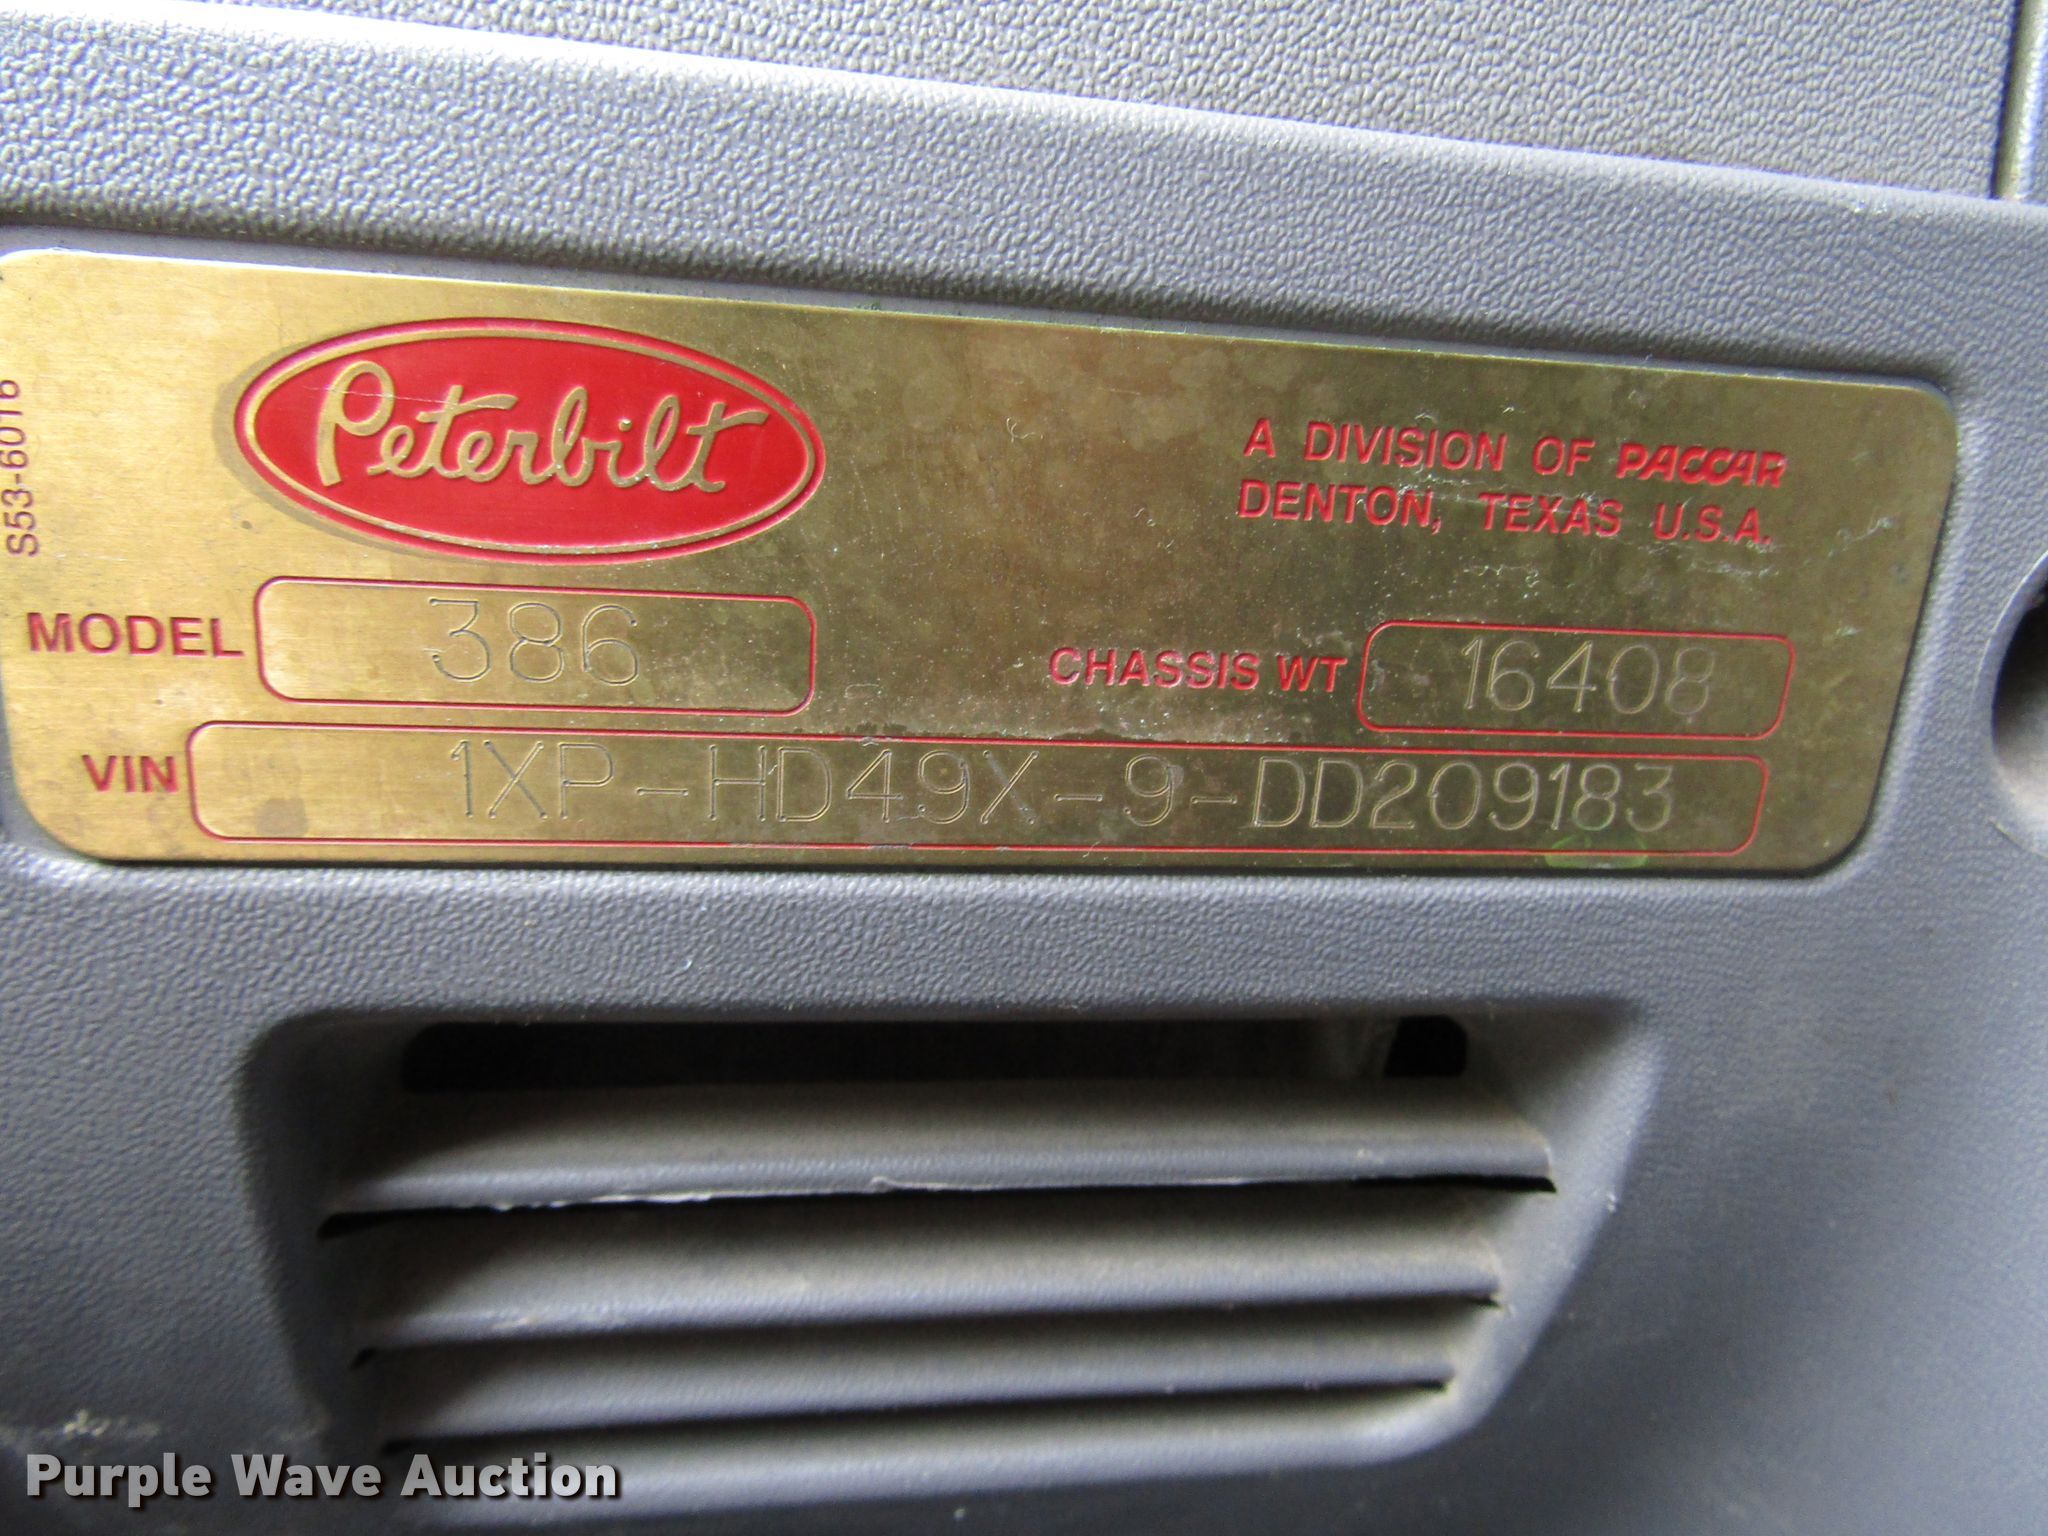 S53-6016
Peterbilt
A DIVISION OF PACCAR
DENTON, TEXAS U.S.A.
MODEL 386
CHASSIS WT 16408
VIN 1XP-HD49X-9-DD209183
Purple Wave Auction